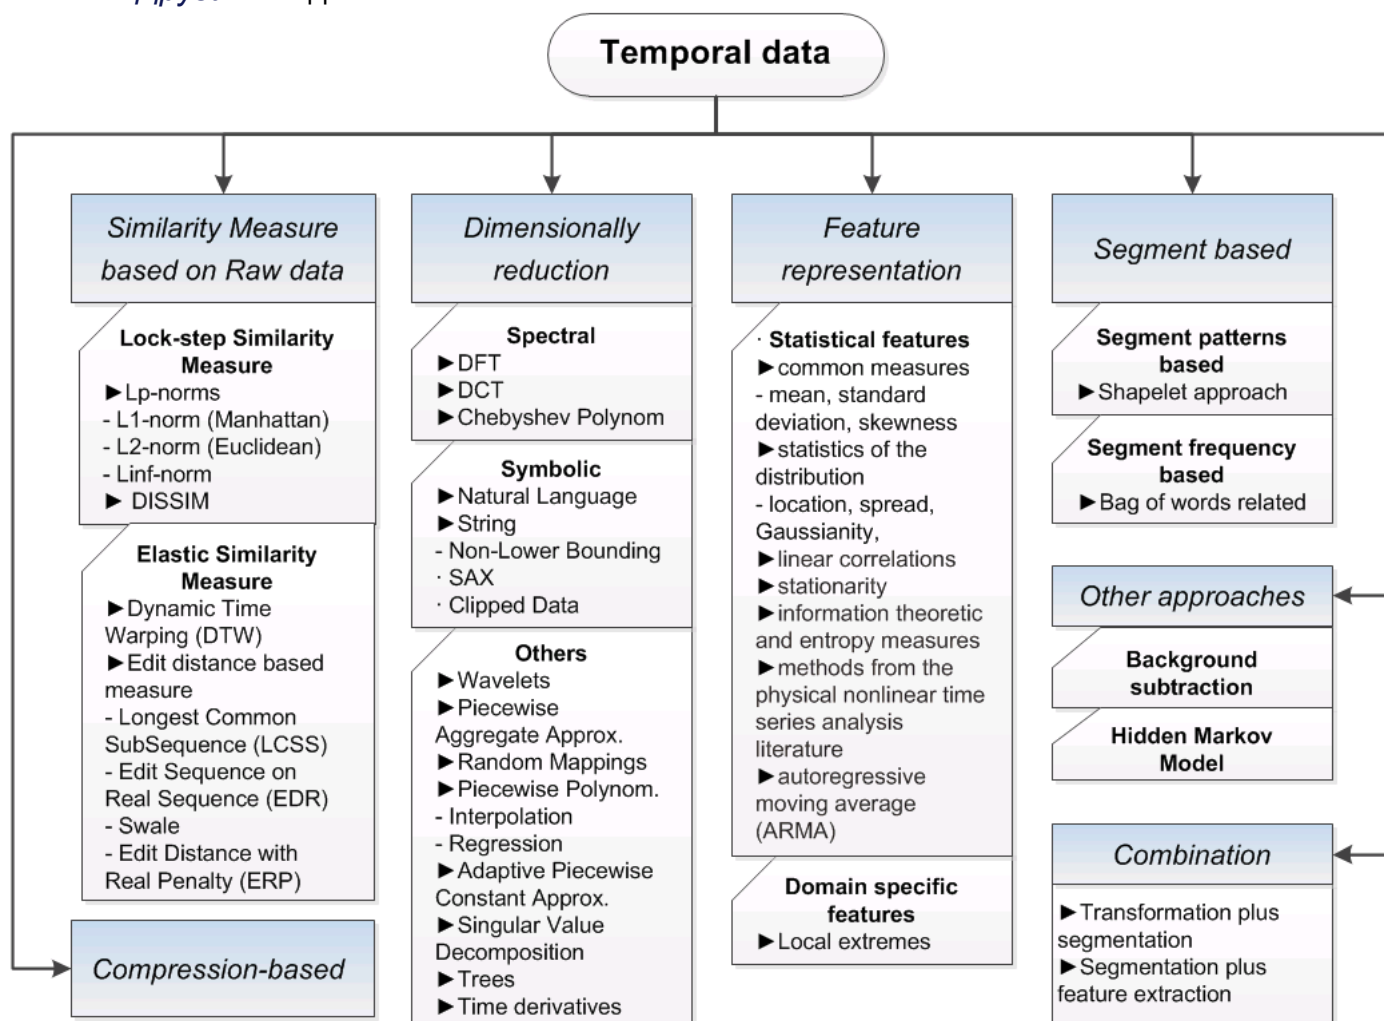 Temporal data
Similarity Measure
based on Raw data
Lock-step Similarity
Measure
►Lp-norms
- L1-norm (Manhattan)
- L2-norm (Euclidean)
- Linf-norm
► DISSIM
Elastic Similarity
Measure
►Dynamic Time
Warping (DTW)
►Edit distance based
measure
- Longest Common
SubSequence (LCSS)
- Edit Sequence on
Real Sequence (EDR)
- Swale
- Edit Distance with
Real Penalty (ERP)
Compression-based
Dimensionally
reduction
Spectral
►DFT
►DCT
►Chebyshev Polynom
Symbolic
►Natural Language
►String
- Non-Lower Bounding
· SAX
· Clipped Data
Others
►Wavelets
►Piecewise
Aggregate Approx.
►Random Mappings
►Piecewise Polynom.
- Interpolation
- Regression
►Adaptive Piecewise
Constant Approx.
►Singular Value
Decomposition
►Trees
►Time derivatives
Feature
representation
· Statistical features
►common measures
- mean, standard
deviation, skewness
►statistics of the
distribution
- location, spread,
Gaussianity,
►linear correlations
►stationarity
►information theoretic
and entropy measures
►methods from the
physical nonlinear time
series analysis
literature
►autoregressive
moving average
(ARMA)
Domain specific
features
►Local extremes
Segment based
Segment patterns
based
►Shapelet approach
Segment frequency
based
►Bag of words related
Other approaches
Background
subtraction
Hidden Markov
Model
Combination
►Transformation plus
segmentation
►Segmentation plus
feature extraction